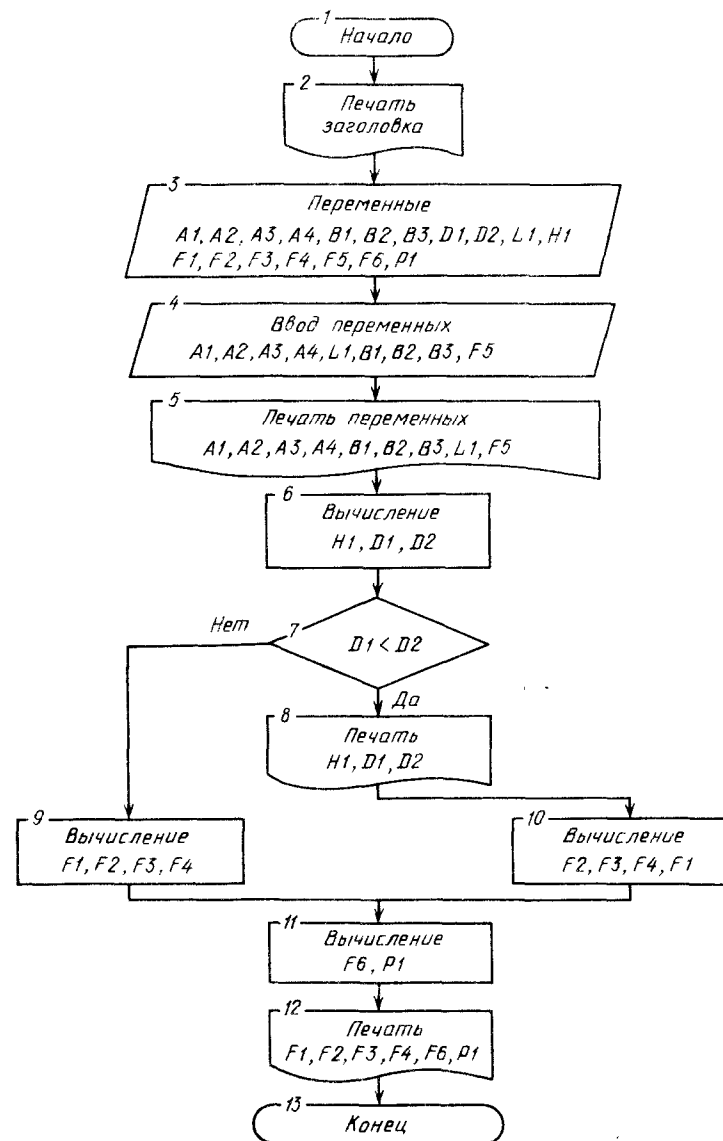 1
Начало
2
Печать
заголовка
3
Переменные
A1, A2, A3, A4, B1, B2, B3, D1, D2, L1, H1
F1, F2, F3, F4, F5, F6, P1
4
Ввод переменных
A1, A2, A3, A4, L1, B1, B2, B3, F5
5
Печать переменных
A1, A2, A3, A4, B1, B2, B3, L1, F5
6
Вычисление
H1, D1, D2
Нет
7
D1 < D2
Да
8
Печать
H1, D1, D2
9
Вычисление
F1, F2, F3, F4
10
Вычисление
F2, F3, F4, F1
11
Вычисление
F6, P1
12
Печать
F1, F2, F3, F4, F6, P1
13
Конец